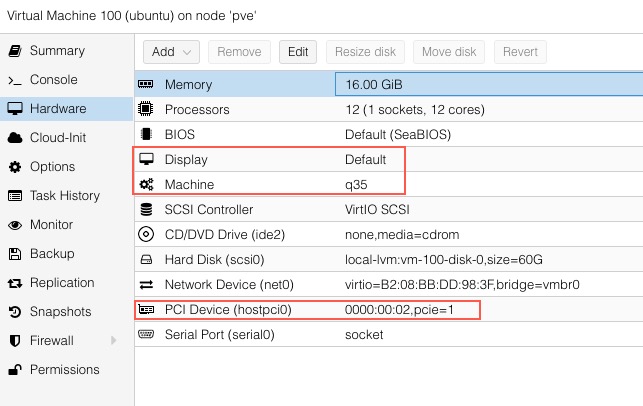 Virtual Machine 100 (ubuntu) on node 'pve'
Summary
Console
Hardware
Cloud-Init
Options
Task History
Monitor
Backup
Replication
Snapshots
Firewall
Permissions
Add Remove Edit Resize disk Move disk Revert
Memory 16.00 GiB
Processors 12 (1 sockets, 12 cores)
BIOS Default (SeaBIOS)
Display Default
Machine q35
SCSI Controller VirtIO SCSI
CD/DVD Drive (ide2) none,media=cdrom
Hard Disk (scsi0) local-lvm:vm-100-disk-0,size=60G
Network Device (net0) virtio=B2:08:BB:DD:98:3F,bridge=vmbr0
PCI Device (hostpci0) 0000:00:02,pcie=1
Serial Port (serial0) socket